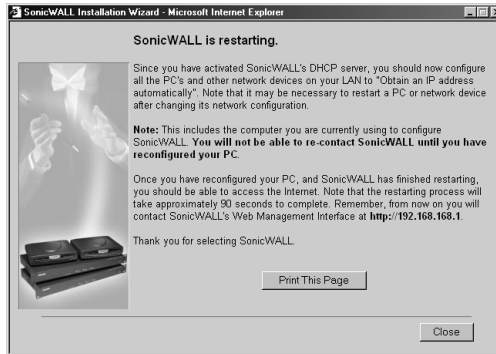 SonicWALL Installation Wizard - Microsoft Internet Explorer
SonicWALL is restarting.
Since you have activated SonicWALL's DHCP server, you should now configure
all the PC's and other network devices on your LAN to "Obtain an IP address
automatically". Note that it may be necessary to restart a PC or network device
after changing its network configuration.
Note: This includes the computer you are currently using to configure
SonicWALL. You will not be able to re-contact SonicWALL until you have
reconfigured your PC.
Once you have reconfigured your PC, and SonicWALL has finished restarting,
you should be able to access the Internet. Note that the restarting process will
take approximately 90 seconds to complete. Remember, from now on you will
contact SonicWALL's Web Management Interface at http://192.168.168.1.
Thank you for selecting SonicWALL.
Print This Page
Close